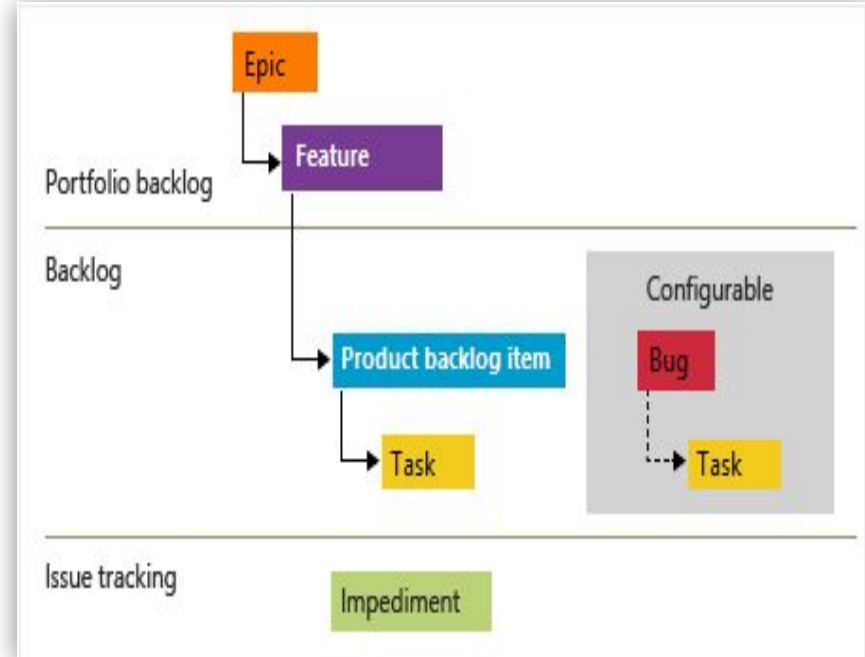 Epic
Feature
Portfolio backlog
Backlog
Configurable
Product backlog item
Bug
Task
Task
Issue tracking
Impediment